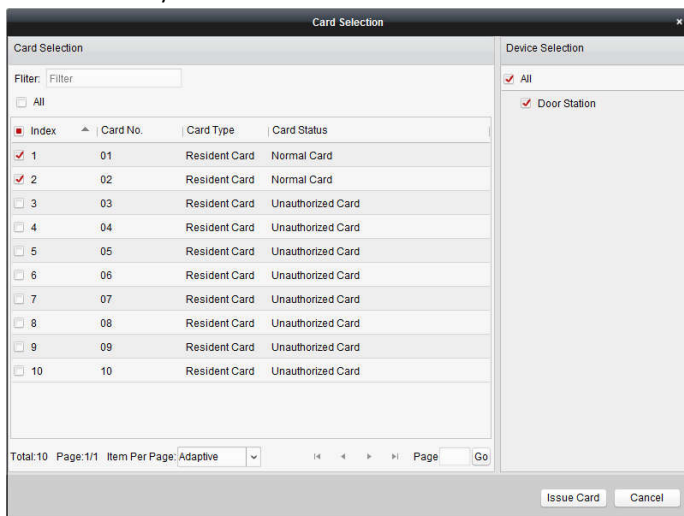 Card Selection ×
Card Selection
Device Selection
Fliter: Filter
All
All
Door Station
Index Card No. Card Type Card Status
1 01 Resident Card Normal Card
2 02 Resident Card Normal Card
3 03 Resident Card Unauthorized Card
4 04 Resident Card Unauthorized Card
5 05 Resident Card Unauthorized Card
6 06 Resident Card Unauthorized Card
7 07 Resident Card Unauthorized Card
8 08 Resident Card Unauthorized Card
9 09 Resident Card Unauthorized Card
10 10 Resident Card Unauthorized Card
Total:10 Page:1/1 Item Per Page: Adaptive Page Go
Issue Card Cancel